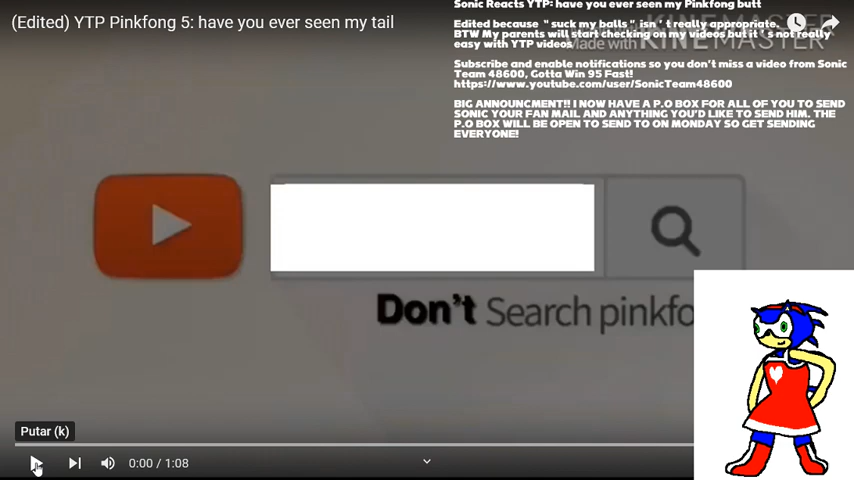 (Edited) YTP Pinkfong 5: have you ever seen my tail
Sonic Reacts YTP: have you ever seen my Pinkfong butt
Edited because "suck my balls" isn't really appropriate.
BTW My parents will start checking on my videos but it's not really
easy with YTP videos
Made with KINEMASTER
Subscribe and enable notifications so you don't miss a video from Sonic
Team 48600, Gotta Win 95 Fast!
https://www.youtube.com/user/SonicTeam48600
BIG ANNOUNCMENT!! I NOW HAVE A P.O BOX FOR ALL OF YOU TO SEND
SONIC YOUR FAN MAIL AND ANYTHING YOU'D LIKE TO SEND HIM. THE
P.O BOX WILL BE OPEN TO SEND TO ON MONDAY SO GET SENDING
EVERYONE!
Don't Search pinkfo
Putar (k)
0:00 / 1:08